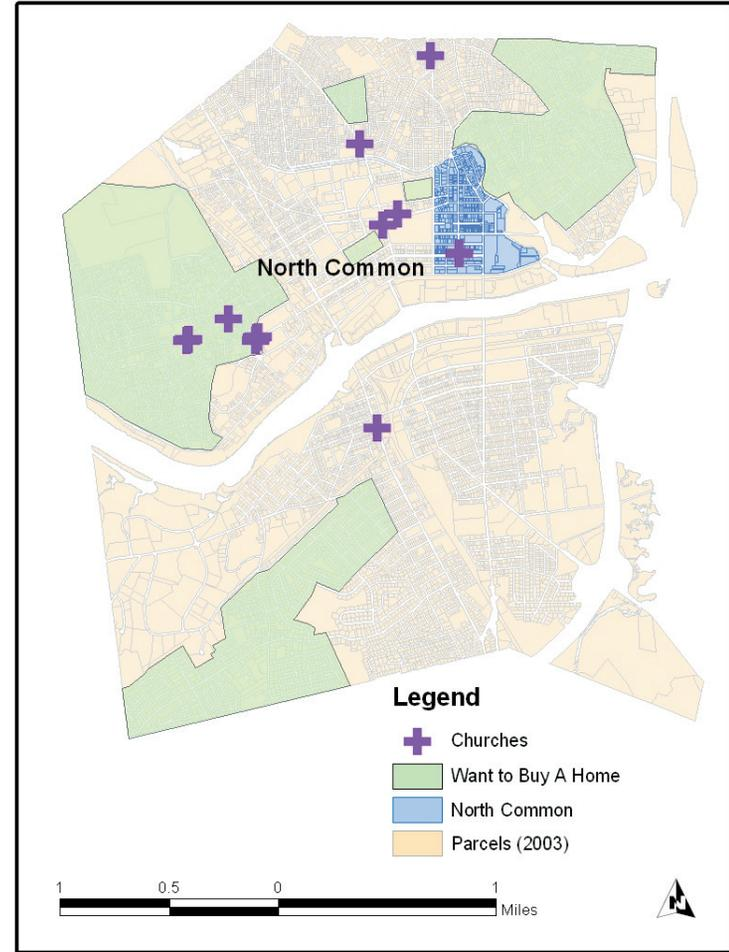 North Common
Legend
Churches
Want to Buy A Home
North Common
Parcels (2003)
1 0.5 0 1
Miles
N